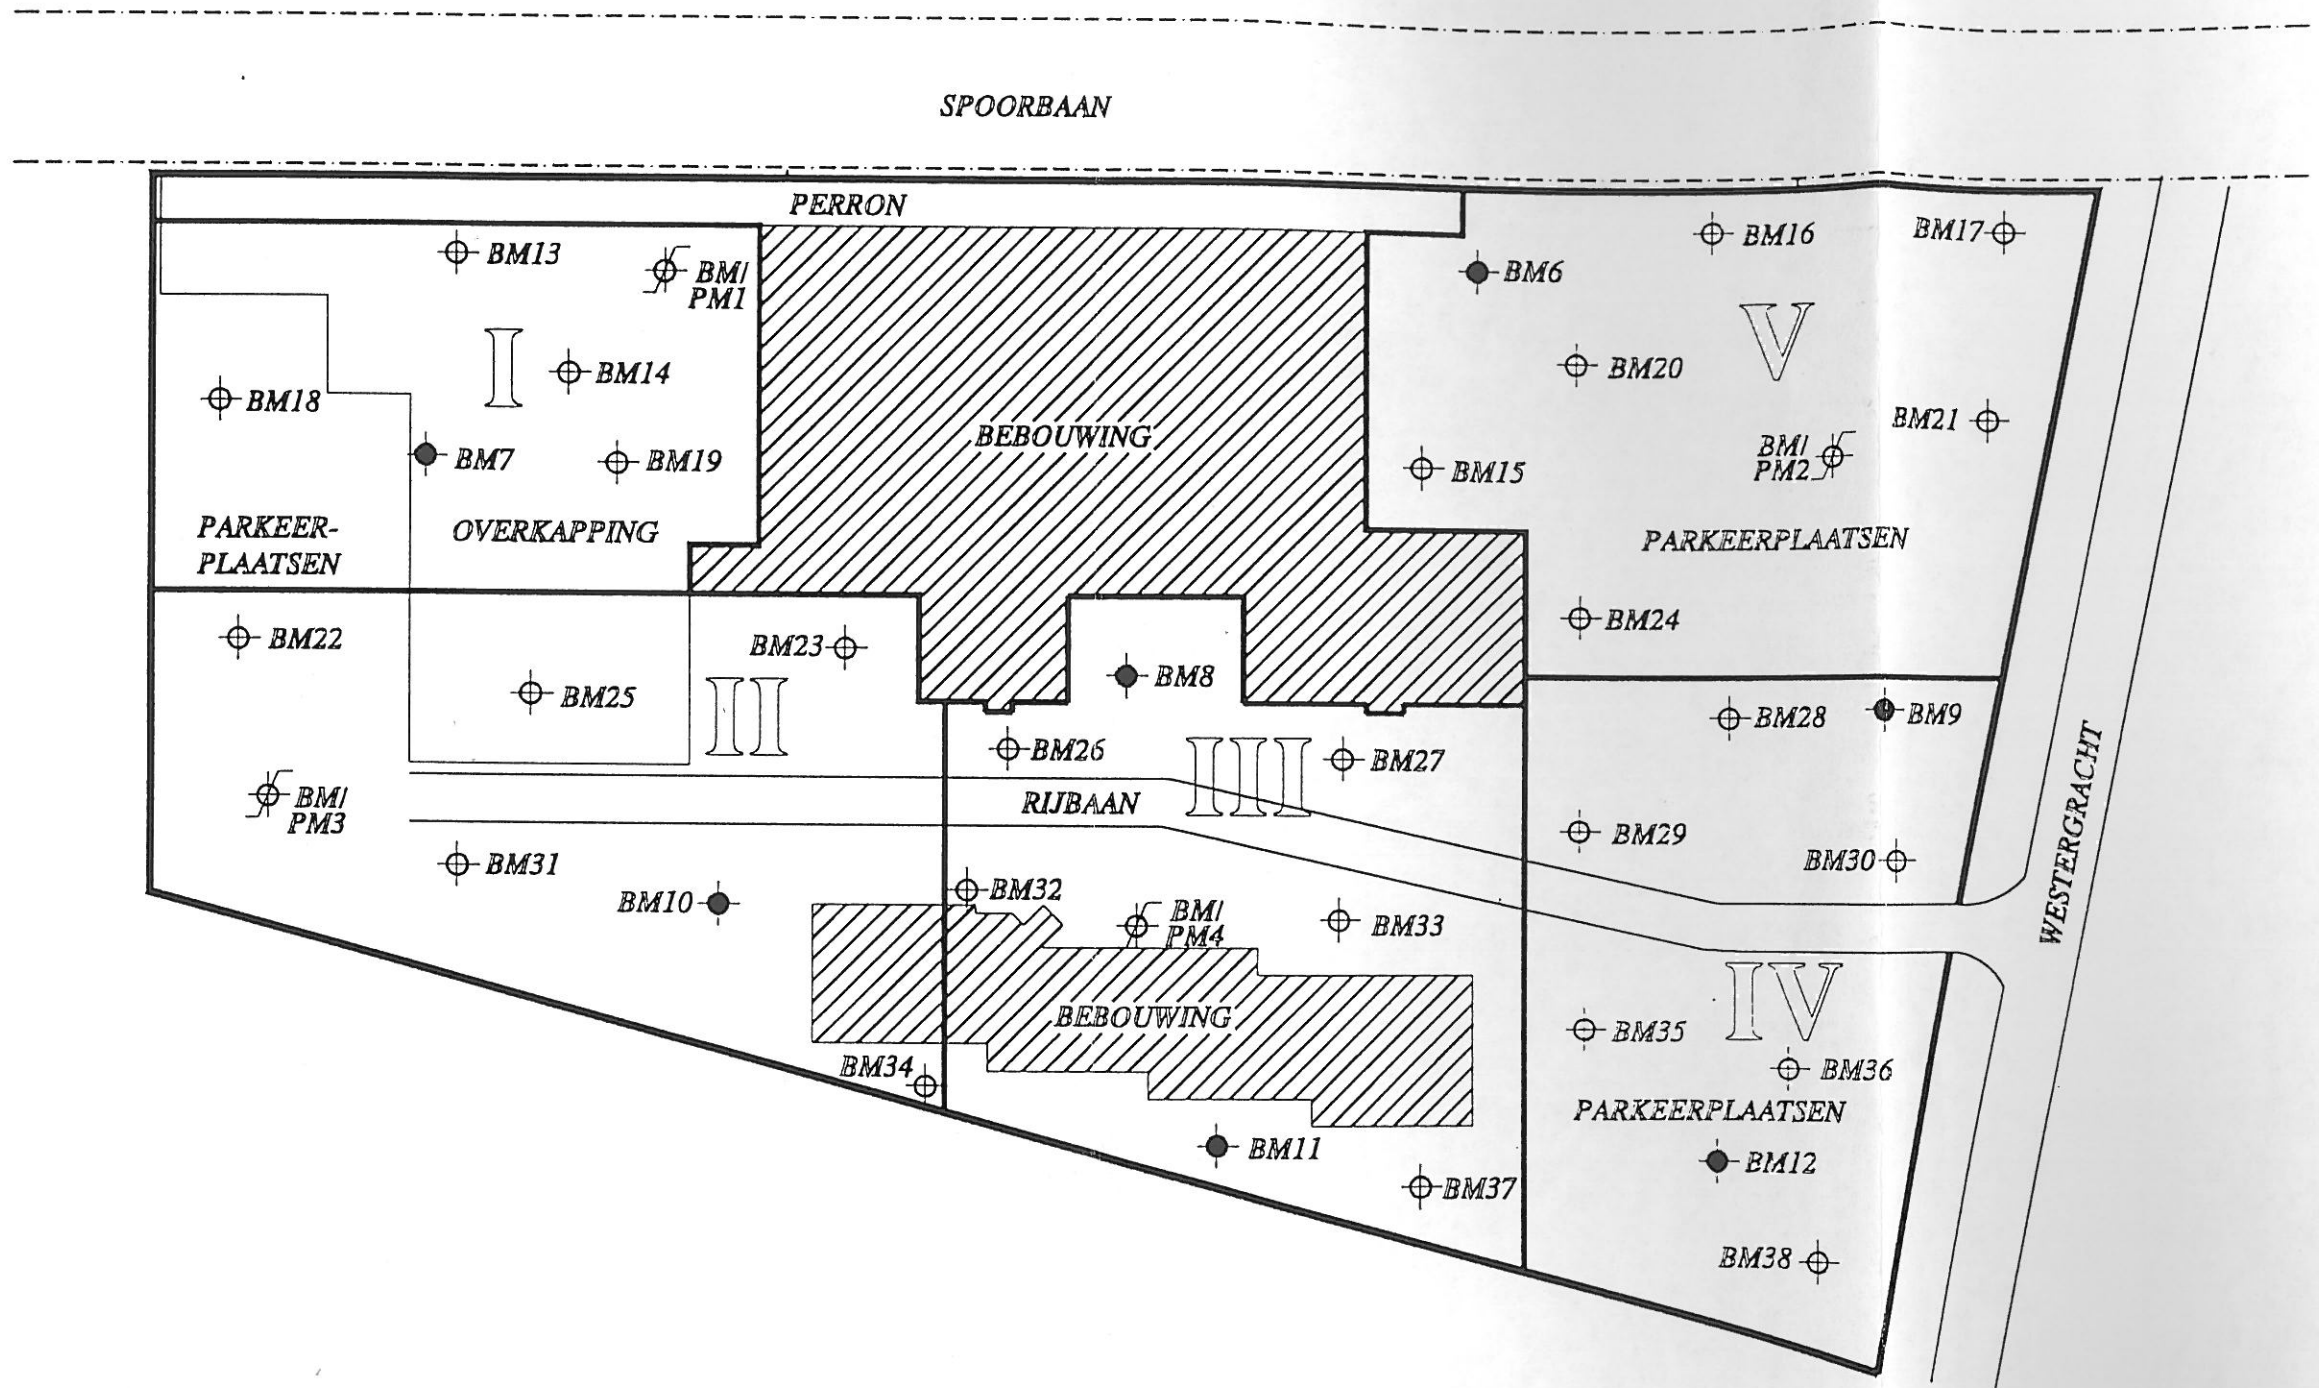 SPOORBAAN
PERRON
BM13
BM/
PM1
BM16
BM17
BM6
I
V
BM14
BM20
BM18
BM21
BEBOUWING
BM/
PM2
BM7
BM19
BM15
PARKEER-
PLAATSEN
OVERKAPPING
PARKEERPLAATSEN
BM22
BM23
BM24
BM8
BM25
II
BM28
BM9
BM26
III
BM27
BM/
PM3
RIJBAAN
WESTERGRACHT
BM29
BM31
BM30
BM10
BM32
BM/
PM4
BM33
IV
BEBOUWING
BM35
BM34
BM36
PARKEERPLAATSEN
BM11
BM12
BM37
BM38